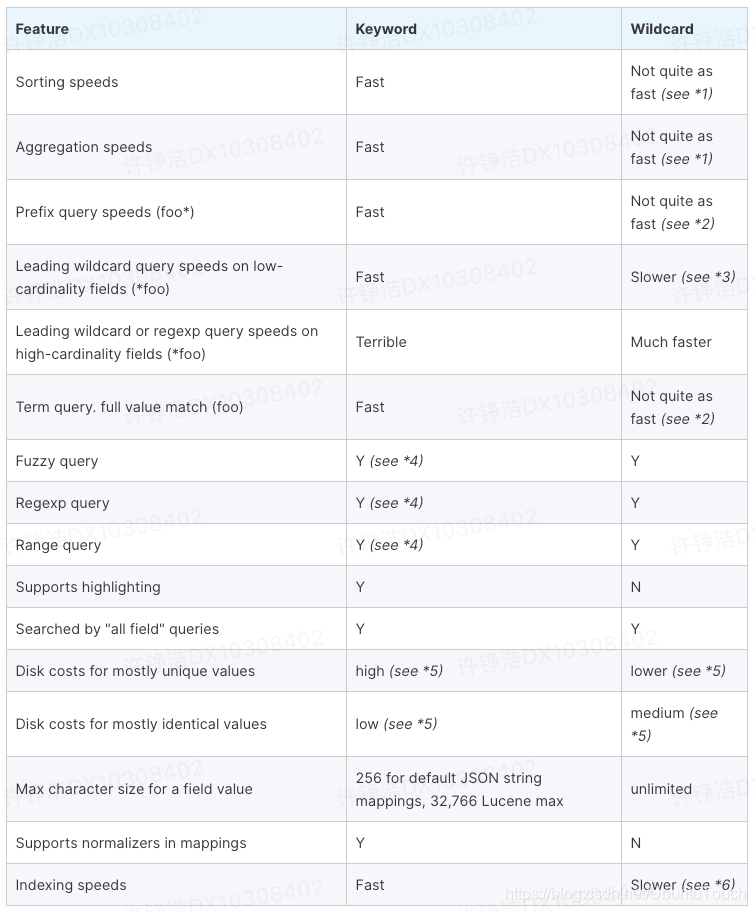 Feature Keyword Wildcard
Sorting speeds Fast Not quite as
fast (see *1)
Aggregation speeds Fast Not quite as
fast (see *1)
Prefix query speeds (foo*) Fast Not quite as
fast (see *2)
Leading wildcard query speeds on low-
cardinality fields (*foo) Fast Slower (see *3)
Leading wildcard or regexp query speeds on
high-cardinality fields (*foo) Terrible Much faster
Term query. full value match (foo) Fast Not quite as
fast (see *2)
Fuzzy query Y (see *4) Y
Regexp query Y (see *4) Y
Range query Y (see *4) Y
Supports highlighting Y N
Searched by "all field" queries Y Y
Disk costs for mostly unique values high (see *5) lower (see *5)
Disk costs for mostly identical values low (see *5) medium (see
*5)
Max character size for a field value 256 for default JSON string
mappings, 32,766 Lucene max unlimited
Supports normalizers in mappings Y N
Indexing speeds Fast Slower (see *6)
https://blog.csdn.net/UbuntuTouch
许铮浩DX10308402